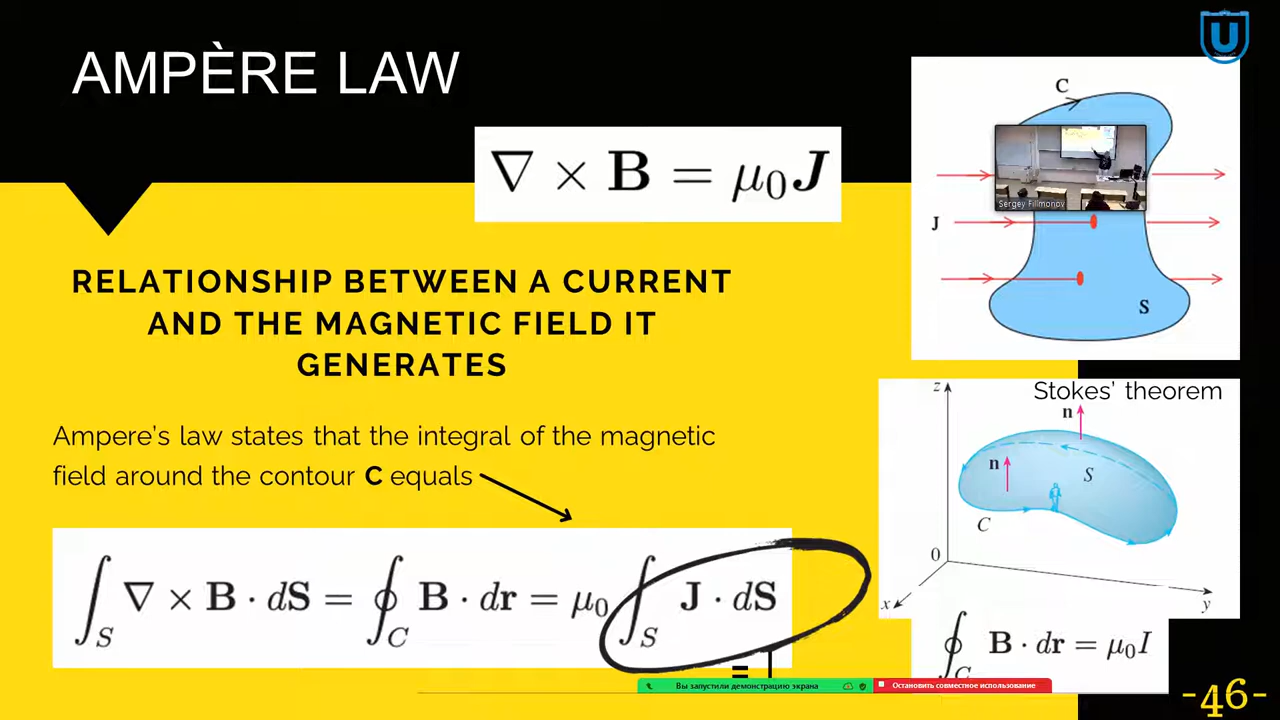 AMPÈRE LAW
∇ × B = μ₀J
RELATIONSHIP BETWEEN A CURRENT
AND THE MAGNETIC FIELD IT
GENERATES
Ampere's law states that the integral of the magnetic
field around the contour C equals
∫_S ∇ × B · dS = ∮_C B · dr = μ₀ ∫_S J · dS
=
C
Sergey Filimonov
J
S
Stokes' theorem
z
n
n
S
C
0
x
y
∮_C B · dr = μ₀I
Вы запустили демонстрацию экрана
Остановить совместное использование
-46-
U